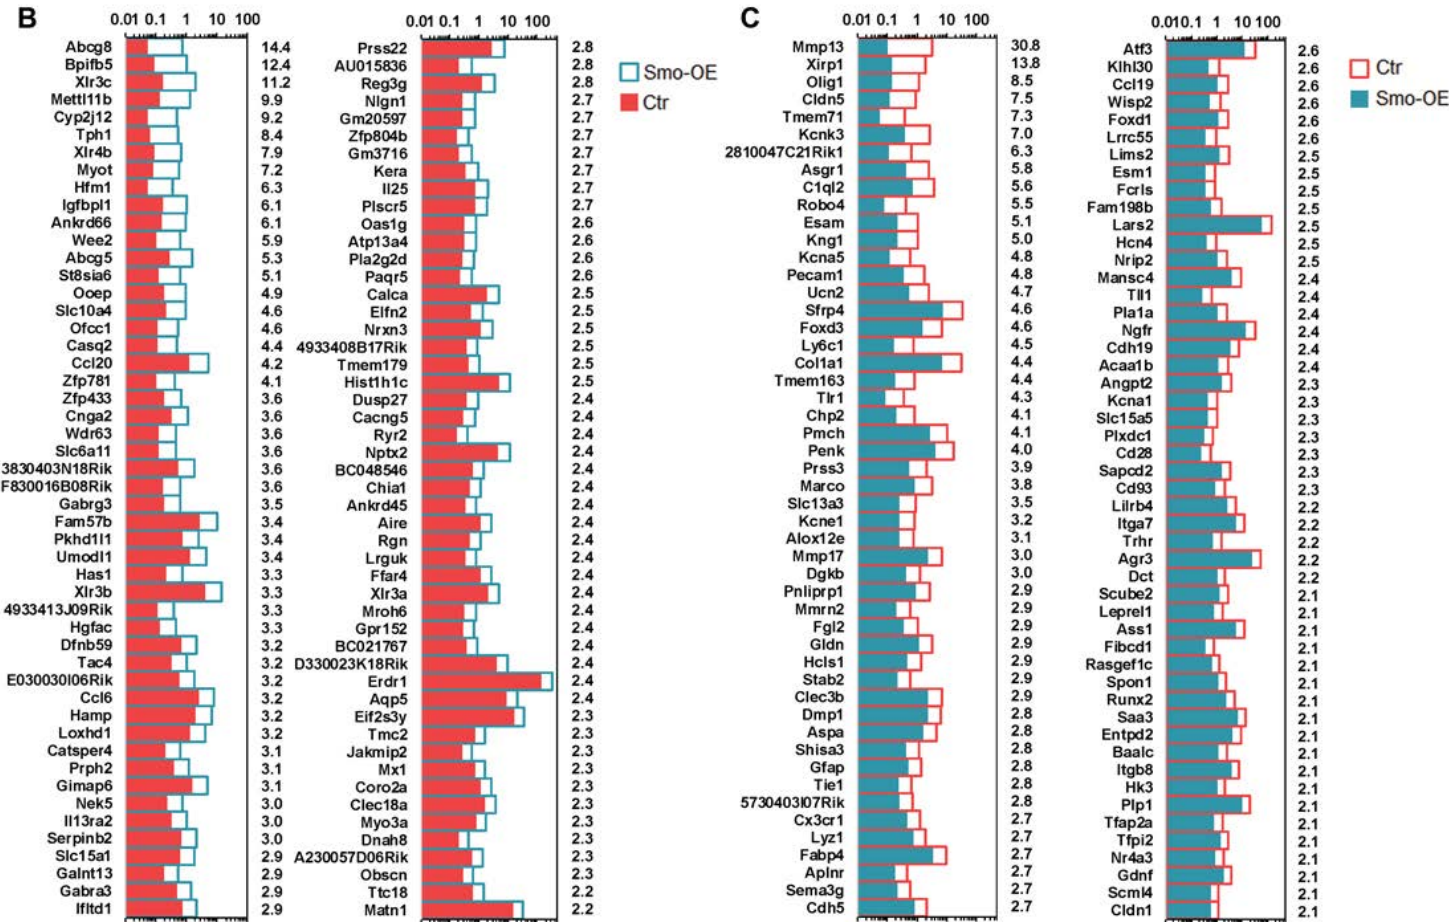 B
0.01 0.1 1 10 100
Abcg8 14.4
Bpifb5 12.4
Xlr3c 11.2
Mettl11b 9.9
Cyp2j12 9.2
Tph1 8.4
Xlr4b 7.9
Myot 7.2
Hfm1 6.3
Igfbpl1 6.1
Ankrd66 6.1
Wee2 5.9
Abcg5 5.3
St8sia6 5.1
Ooep 4.9
Slc10a4 4.6
Ofcc1 4.6
Casq2 4.4
Ccl20 4.2
Zfp781 4.1
Zfp433 3.6
Cnga2 3.6
Wdr63 3.6
Slc6a11 3.6
3830403N18Rik 3.6
F830016B08Rik 3.6
Gabrg3 3.5
Fam57b 3.4
Pkhd1l1 3.4
Umodl1 3.4
Has1 3.3
Xlr3b 3.3
4933413J09Rik 3.3
Hgfac 3.3
Dfnb59 3.2
Tac4 3.2
E030030I06Rik 3.2
Ccl6 3.2
Hamp 3.2
Loxhd1 3.2
Catsper4 3.1
Prph2 3.1
Gimap6 3.1
Nek5 3.0
Il13ra2 3.0
Serpinb2 3.0
Slc15a1 2.9
Galnt13 2.9
Gabra3 2.9
Ifltd1 2.9
0.01 0.1 1 10 100
Prss22 2.8
AU015836 2.8
Reg3g 2.8
Nlgn1 2.7
Gm20597 2.7
Zfp804b 2.7
Gm3716 2.7
Kera 2.7
Il25 2.7
Plscr5 2.7
Oas1g 2.6
Atp13a4 2.6
Pla2g2d 2.6
Paqr5 2.6
Calca 2.5
Elfn2 2.5
Nrxn3 2.5
4933408B17Rik 2.5
Tmem179 2.5
Hist1h1c 2.5
Dusp27 2.4
Cacng5 2.4
Ryr2 2.4
Nptx2 2.4
BC048546 2.4
Chia1 2.4
Ankrd45 2.4
Aire 2.4
Rgn 2.4
Lrguk 2.4
Ffar4 2.4
Xlr3a 2.4
Mroh6 2.4
Gpr152 2.4
BC021767 2.4
D330023K18Rik 2.4
Erdr1 2.4
Aqp5 2.4
Eif2s3y 2.3
Tmc2 2.3
Jakmip2 2.3
Mx1 2.3
Coro2a 2.3
Clec18a 2.3
Myo3a 2.3
Dnah8 2.3
A230057D06Rik 2.3
Obscn 2.3
Ttc18 2.2
Matn1 2.2
Smo-OE
Ctr
C
0.01 0.1 1 10 100
Mmp13 30.8
Xirp1 13.8
Olig1 8.5
Cldn5 7.5
Tmem71 7.3
Kcnk3 7.0
2810047C21Rik1 6.3
Asgr1 5.8
C1ql2 5.6
Robo4 5.5
Esam 5.1
Kng1 5.0
Kcna5 4.8
Pecam1 4.8
Ucn2 4.7
Sfrp4 4.6
Foxd3 4.6
Ly6c1 4.5
Col1a1 4.4
Tmem163 4.4
Tlr1 4.3
Chp2 4.1
Pmch 4.1
Penk 4.0
Prss3 3.9
Marco 3.8
Slc13a3 3.5
Kcne1 3.2
Alox12e 3.1
Mmp17 3.0
Dgkb 3.0
Pnliprp1 2.9
Mmrn2 2.9
Fgl2 2.9
Gldn 2.9
Hcls1 2.9
Stab2 2.9
Clec3b 2.9
Dmp1 2.8
Aspa 2.8
Shisa3 2.8
Gfap 2.8
Tie1 2.8
5730403I07Rik 2.8
Cx3cr1 2.7
Lyz1 2.7
Fabp4 2.7
Aplnr 2.7
Sema3g 2.7
Cdh5 2.7
0.01 0.1 1 10 100
Atf3 2.6
Klhl30 2.6
Ccl19 2.6
Wisp2 2.6
Foxd1 2.6
Lrrc55 2.6
Lims2 2.5
Esm1 2.5
Fcrls 2.5
Fam198b 2.5
Lars2 2.5
Hcn4 2.5
Nrip2 2.5
Mansc4 2.4
Tll1 2.4
Pla1a 2.4
Ngfr 2.4
Cdh19 2.4
Acaa1b 2.4
Angpt2 2.3
Kcna1 2.3
Slc15a5 2.3
Plxdc1 2.3
Cd28 2.3
Sapcd2 2.3
Cd93 2.3
Lilrb4 2.2
Itga7 2.2
Trhr 2.2
Agr3 2.2
Dct 2.2
Scube2 2.1
Leprel1 2.1
Ass1 2.1
Fibcd1 2.1
Rasgef1c 2.1
Spon1 2.1
Runx2 2.1
Saa3 2.1
Entpd2 2.1
Baalc 2.1
Itgb8 2.1
Hk3 2.1
Plp1 2.1
Tfap2a 2.1
Tfpi2 2.1
Nr4a3 2.1
Gdnf 2.1
Scml4 2.1
Cldn1 2.1
Ctr
Smo-OE